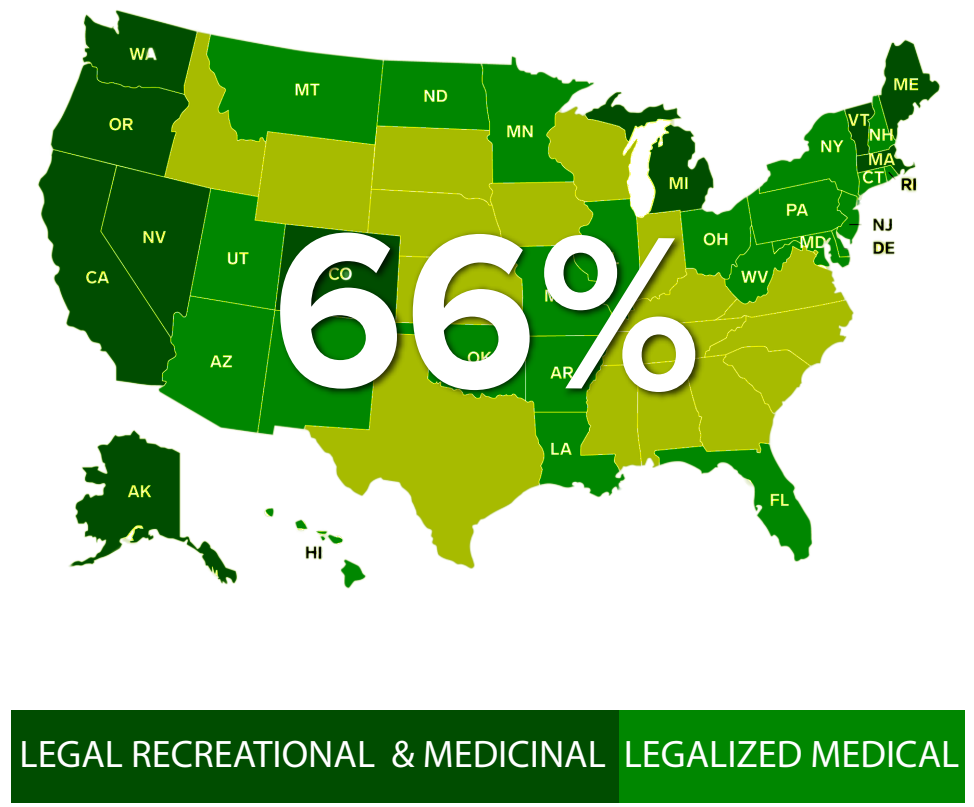 WA
ME
MT
ND
OR
MN
VT
NH
NY
MA
CT
RI
MI
PA
NJ
NV
OH
MD
DE
UT
WV
CO
CA
66%
OK
AZ
AR
LA
AK
FL
HI
LEGAL RECREATIONAL & MEDICINAL
LEGALIZED MEDICAL